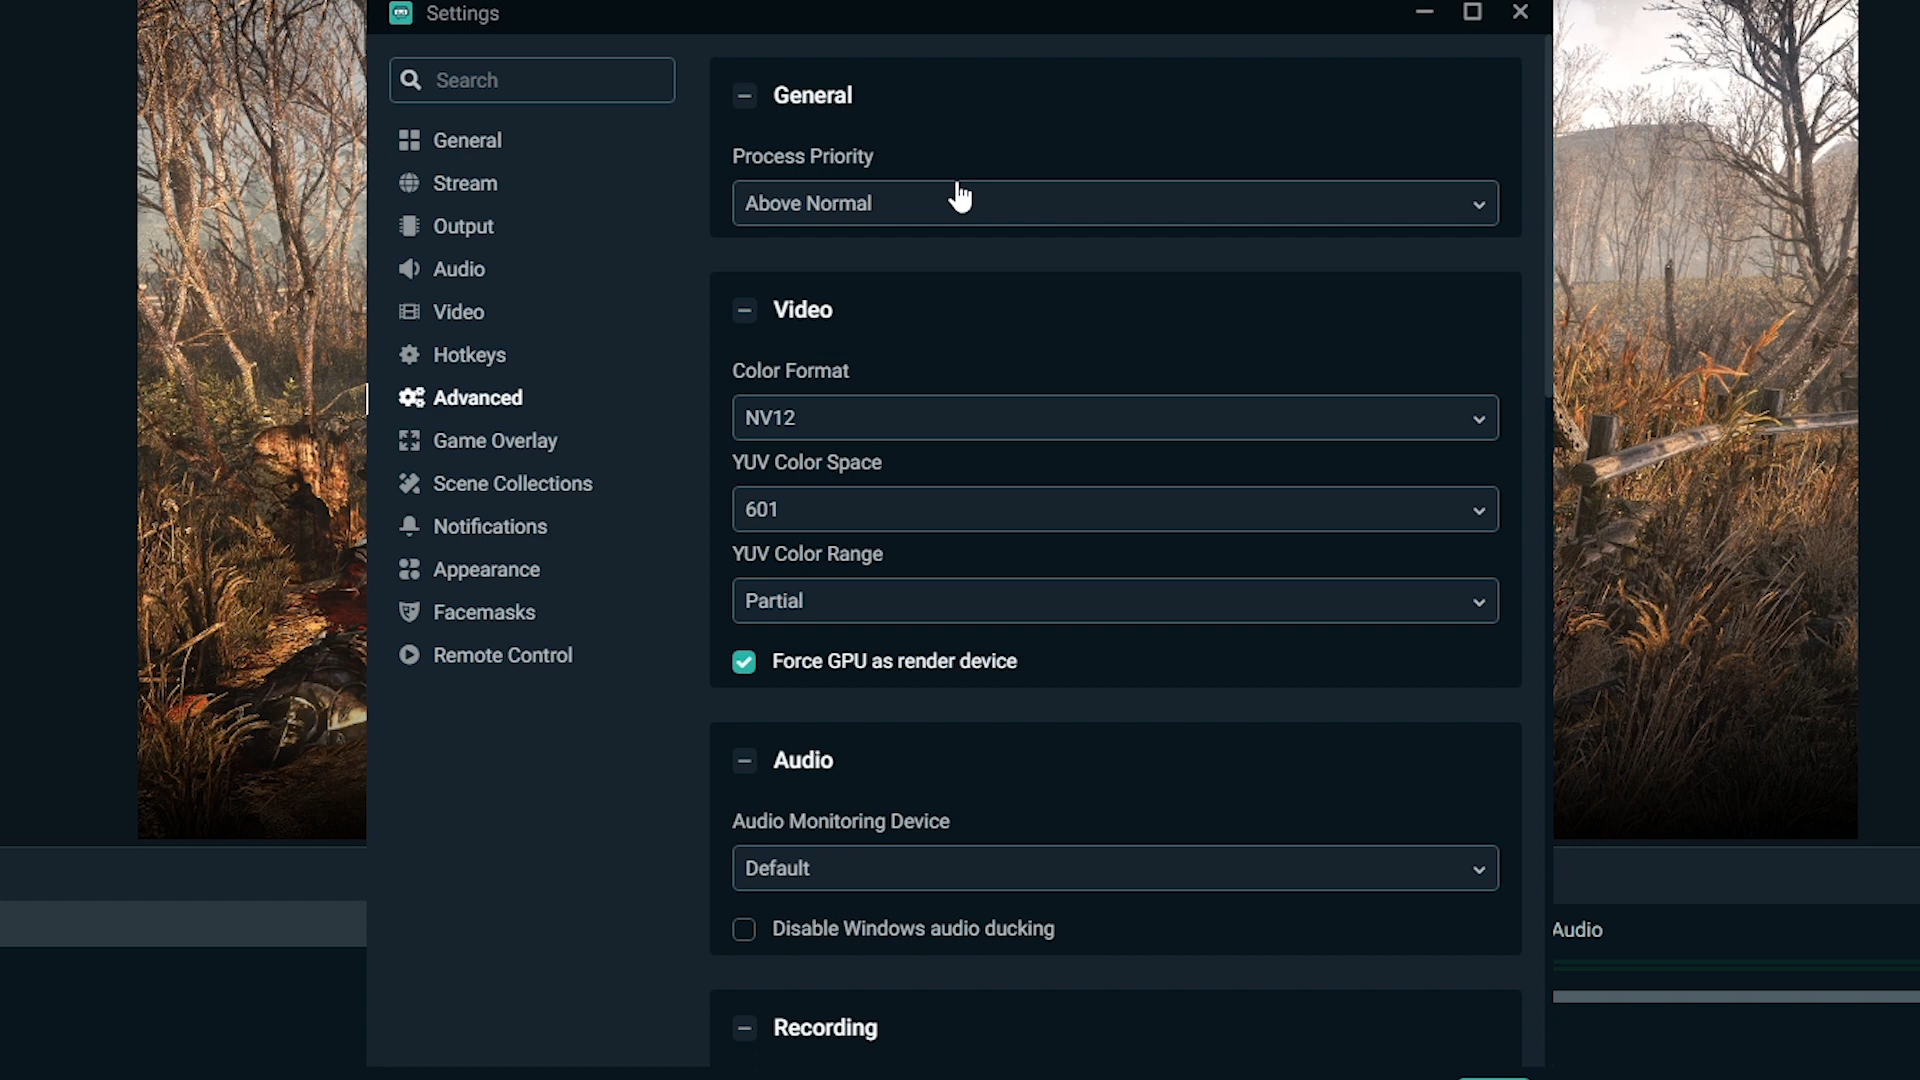 Settings
Search
General
Stream
Output
Audio
Video
Hotkeys
Advanced
Game Overlay
Scene Collections
Notifications
Appearance
Facemasks
Remote Control
General
Process Priority
Above Normal
Video
Color Format
NV12
YUV Color Space
601
YUV Color Range
Partial
Force GPU as render device
Audio
Audio Monitoring Device
Default
Disable Windows audio ducking
Recording
Audio